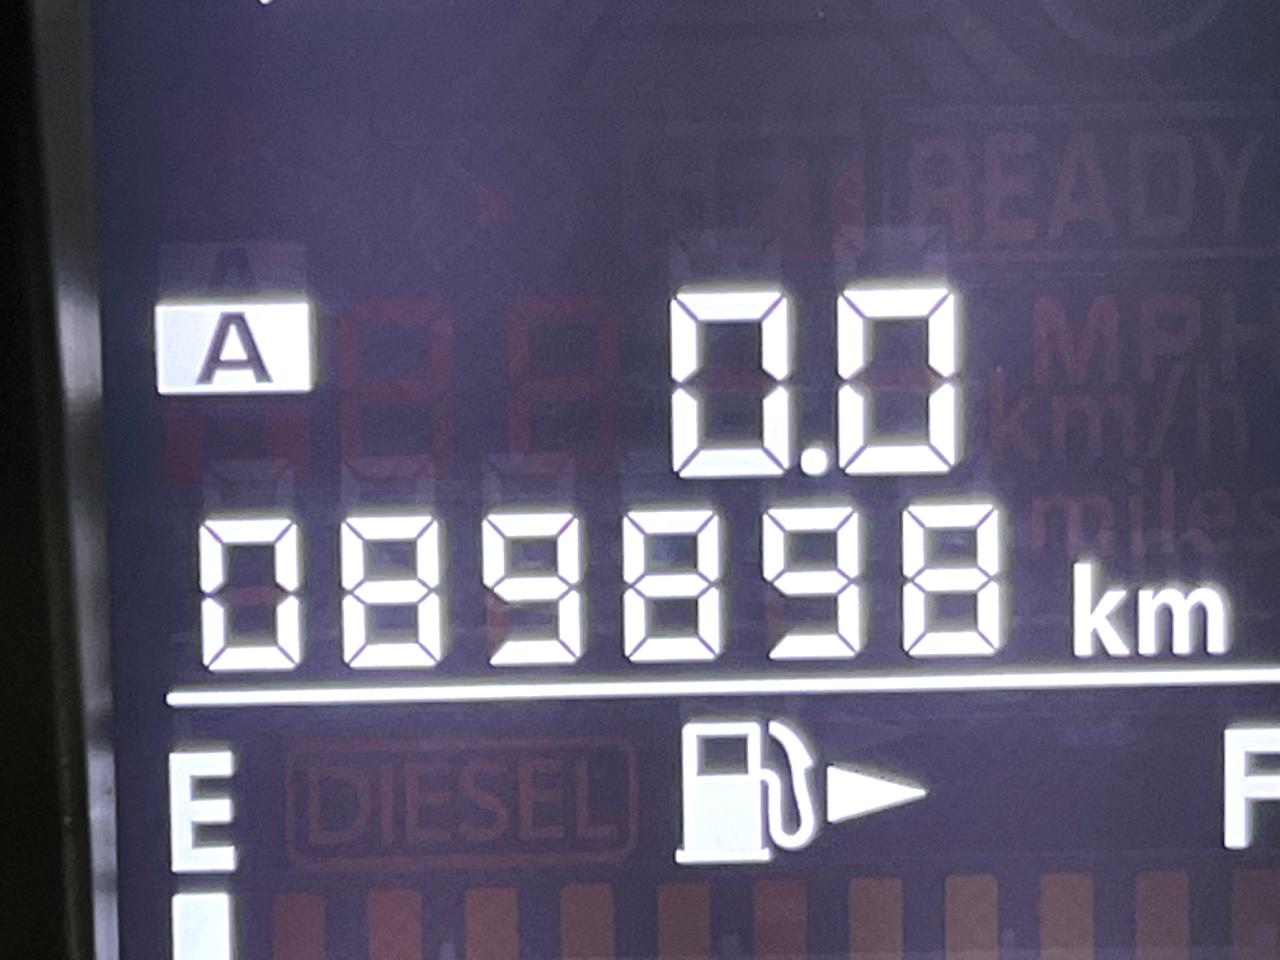 READY
A 0.0 MPH
km/h
miles
089898 km
E DIESEL F